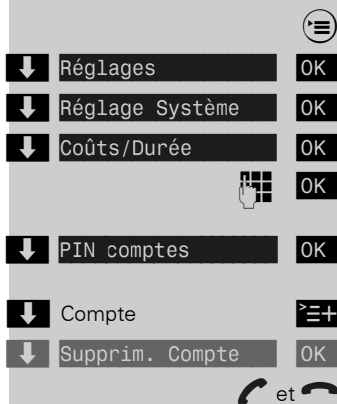 Réglages OK
Réglage Système OK
Coûts/Durée OK
OK
PIN comptes OK
Compte
Supprim. Compte OK
et